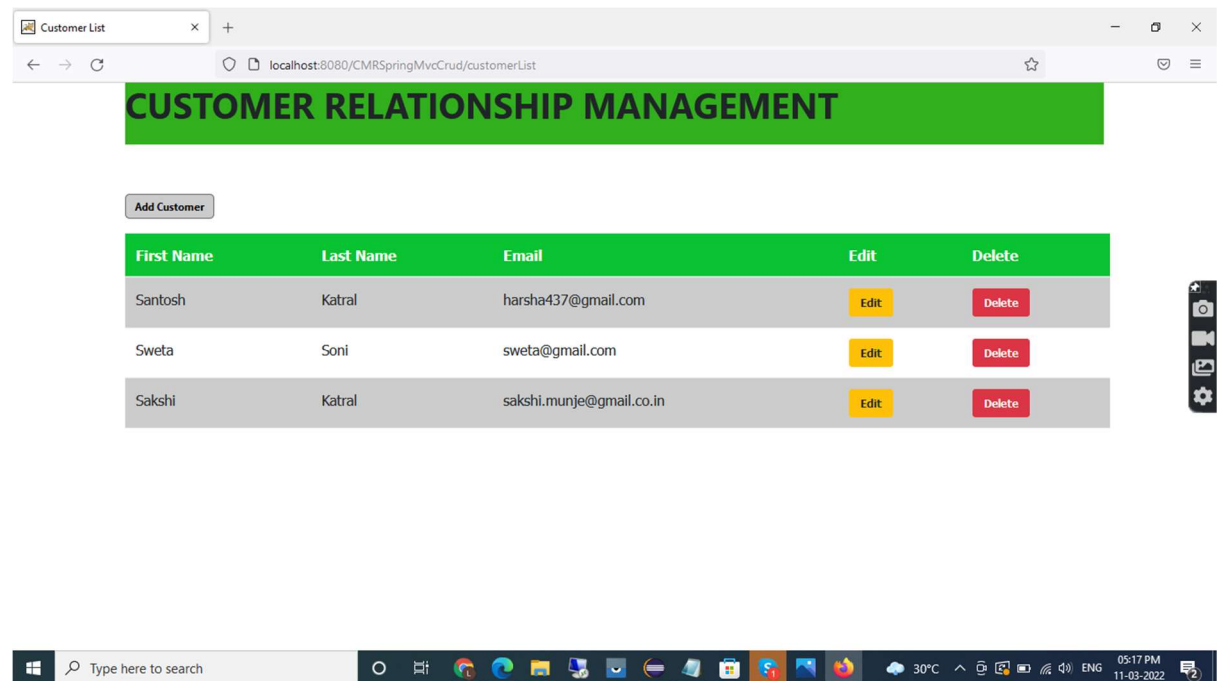 Customer List
localhost:8080/CMRSpringMvcCrud/customerList
CUSTOMER RELATIONSHIP MANAGEMENT
Add Customer
First Name Last Name Email Edit Delete
Santosh Katral harsha437@gmail.com Edit Delete
Sweta Soni sweta@gmail.com Edit Delete
Sakshi Katral sakshi.munje@gmail.co.in Edit Delete
Type here to search 30°C ENG 05:17 PM
11-03-2022 2